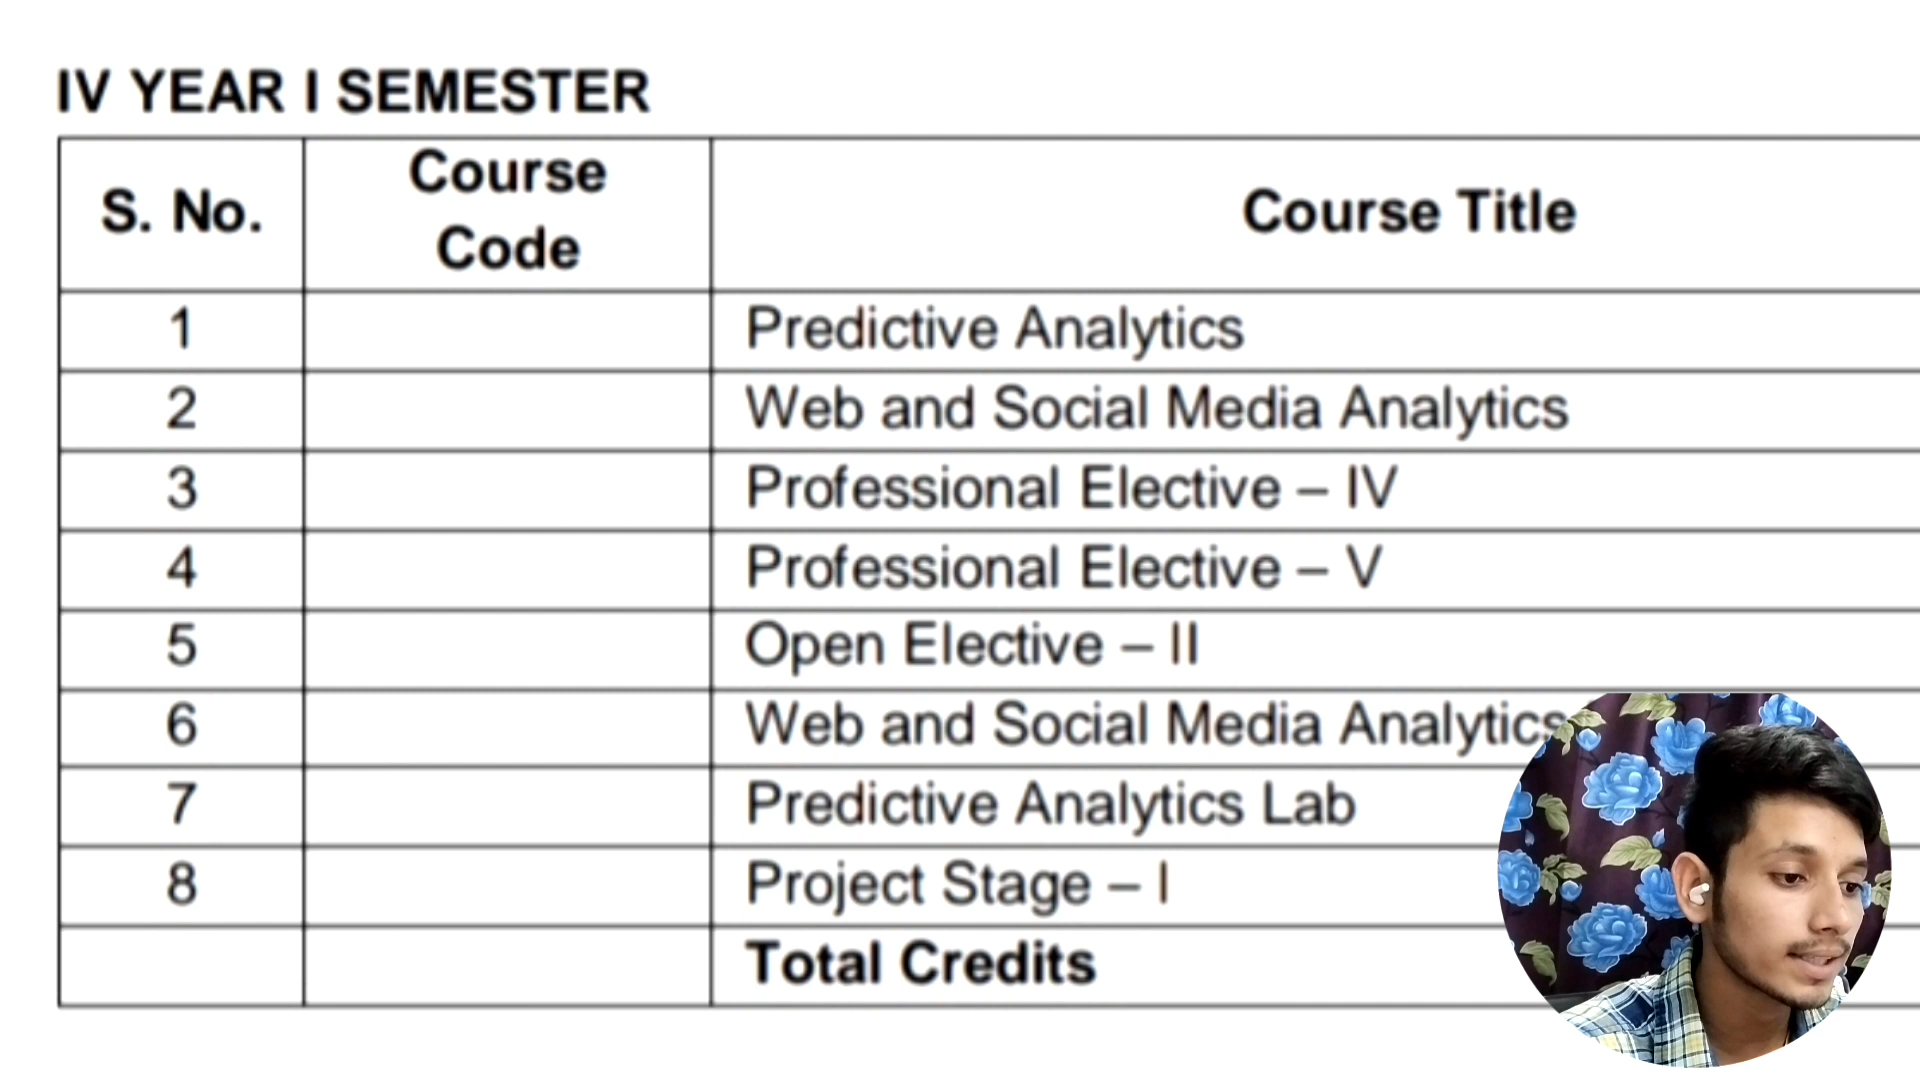 IV YEAR I SEMESTER
S. No. Course Code Course Title
1 Predictive Analytics
2 Web and Social Media Analytics
3 Professional Elective – IV
4 Professional Elective – V
5 Open Elective – II
6 Web and Social Media Analytics
7 Predictive Analytics Lab
8 Project Stage – I
Total Credits